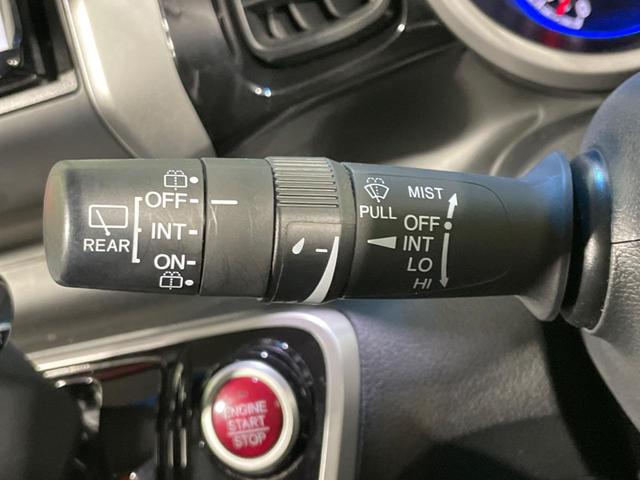 OFF
INT
ON
REAR
PULL
MIST
OFF
INT
LO
HI
ENGINE
START
STOP